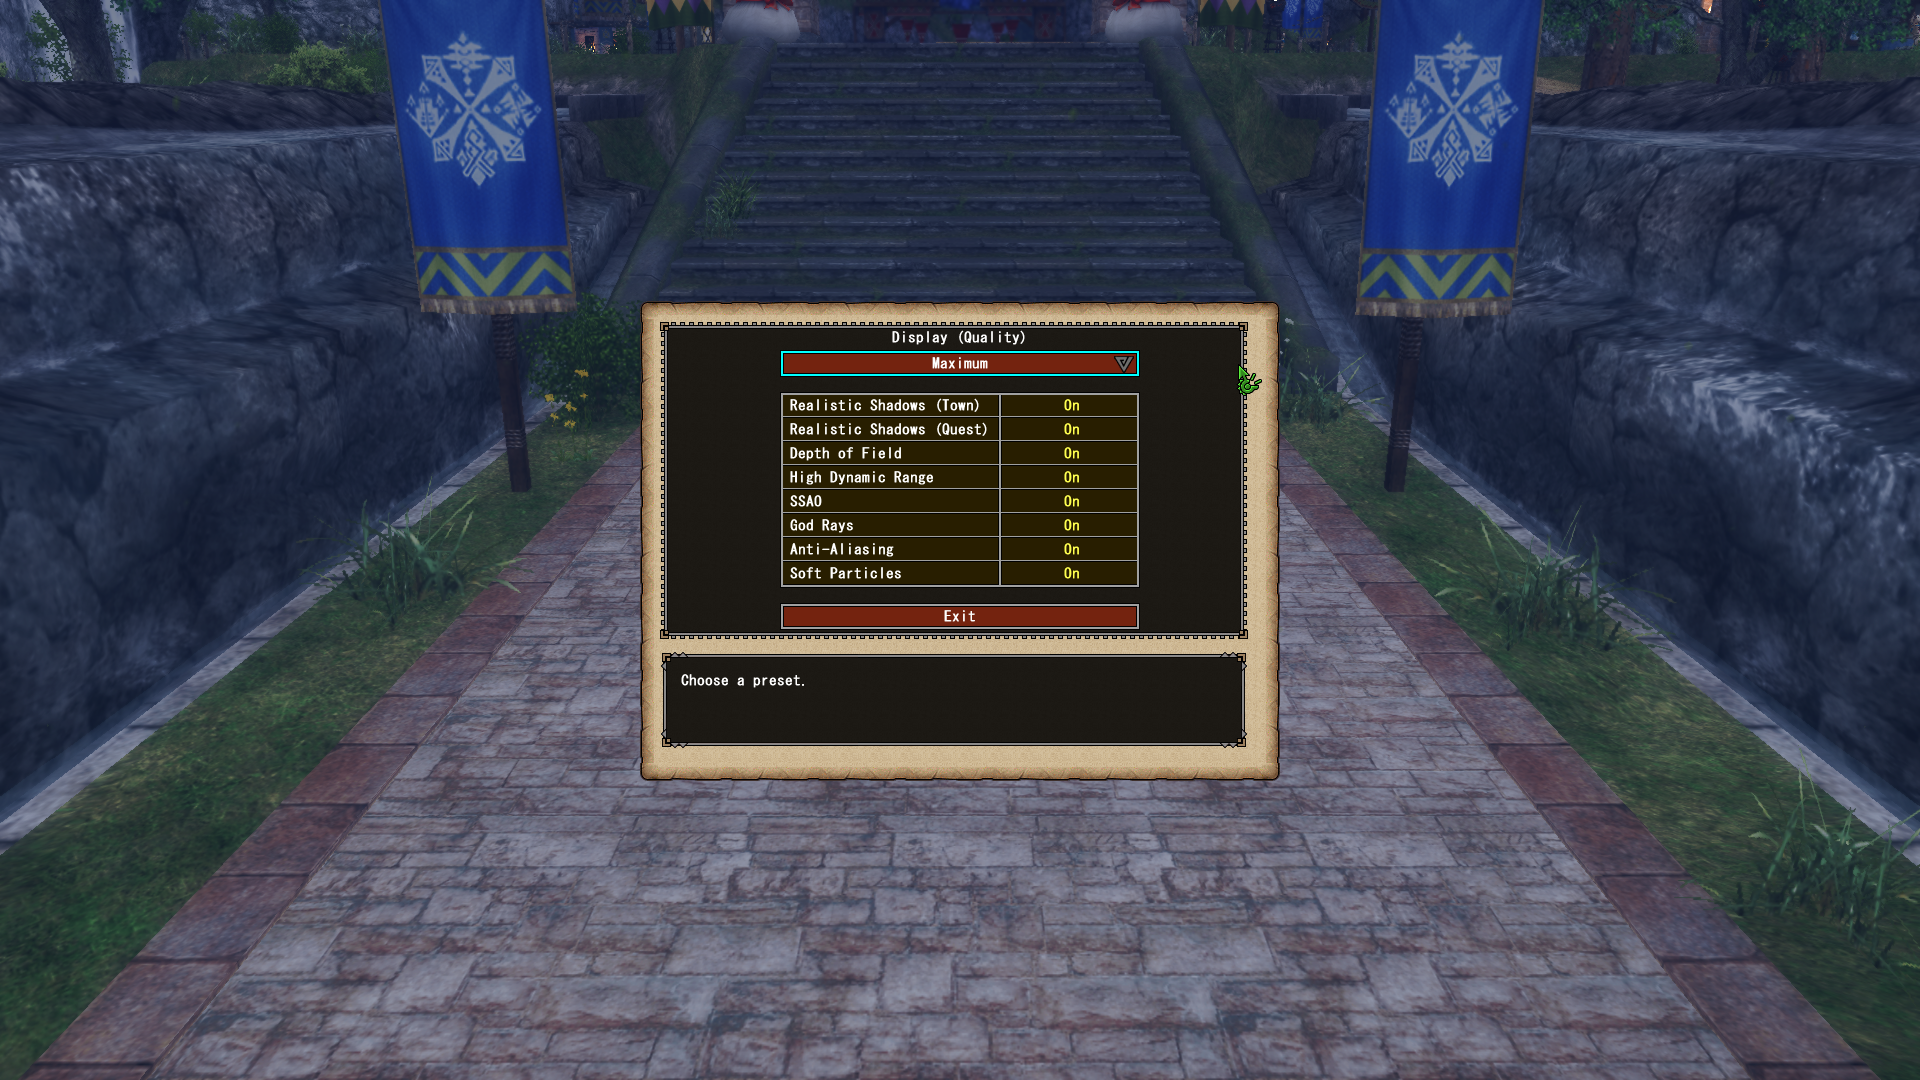 Display (Quality)
Maximum
Realistic Shadows (Town) On
Realistic Shadows (Quest) On
Depth of Field On
High Dynamic Range On
SSAO On
God Rays On
Anti-Aliasing On
Soft Particles On
Exit
Choose a preset.